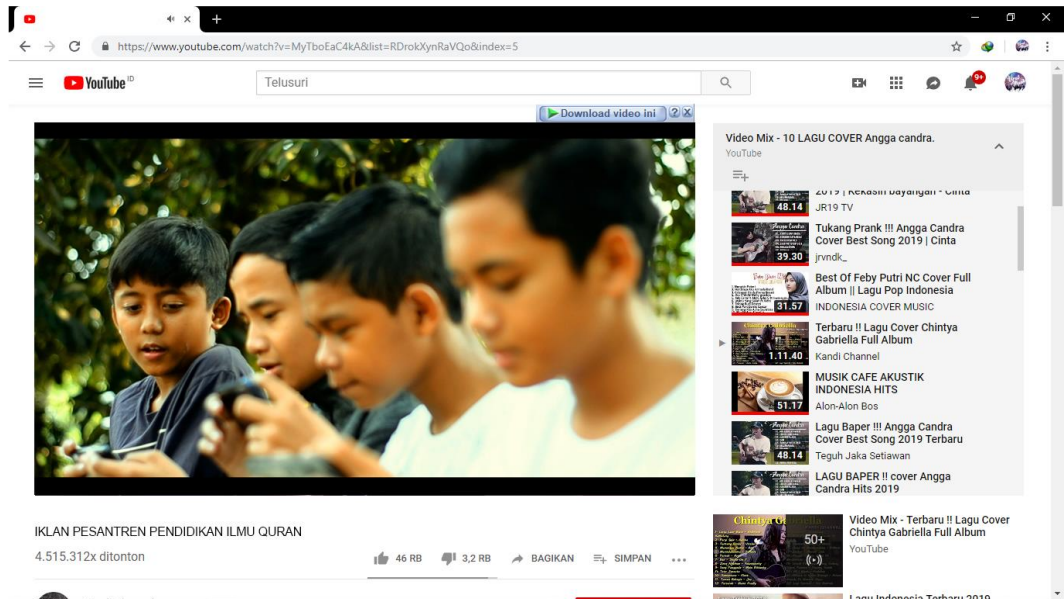 https://www.youtube.com/watch?v=MyTboEaC4kA&list=RDrokXynRaVQo&index=5
YouTube ID
Telusuri
9+
Download video ini
IKLAN PESANTREN PENDIDIKAN ILMU QURAN
4.515.312x ditonton
46 RB
3,2 RB
BAGIKAN
SIMPAN
Video Mix - 10 LAGU COVER Angga candra.
YouTube
2019 | Kekasih bayangan - Cinta
JR19 TV
48.14
Tukang Prank !!! Angga Candra
Cover Best Song 2019 | Cinta
jrvndk_
39.30
Best Of Feby Putri NC Cover Full
Album || Lagu Pop Indonesia
INDONESIA COVER MUSIC
31.57
Terbaru !! Lagu Cover Chintya
Gabriella Full Album
Kandi Channel
1.11.40
MUSIK CAFE AKUSTIK
INDONESIA HITS
Alon-Alon Bos
51.17
Lagu Baper !!! Angga Candra
Cover Best Song 2019 Terbaru
Teguh Jaka Setiawan
48.14
LAGU BAPER !! cover Angga
Candra Hits 2019
Chintya Gabriella
50+
Video Mix - Terbaru !! Lagu Cover
Chintya Gabriella Full Album
YouTube
Lagu Indonesia Terbaru 2019